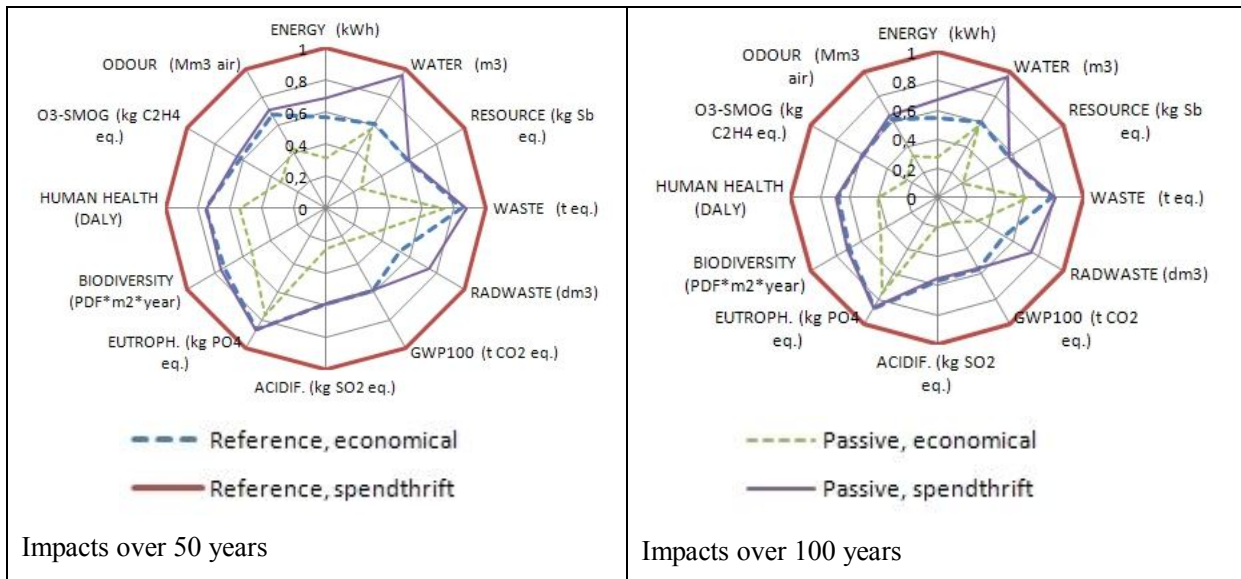 ENERGY (kWh)
1
ODOUR (Mm3 air)
WATER (m3)
0,8
O3-SMOG (kg C2H4
eq.)
0,6
RESOURCE (kg Sb
eq.)
0,4
0,2
HUMAN HEALTH
(DALY)
0
WASTE (t eq.)
BIODIVERSITY
(PDF*m2*year)
RADWASTE (dm3)
EUTROPH. (kg PO4
eq.)
GWP100 (t CO2 eq.)
ACIDIF. (kg SO2 eq.)
Reference, economical
Reference, spendthrift
Impacts over 50 years
ENERGY (kWh)
1
ODOUR (Mm3
air)
WATER (m3)
0,8
O3-SMOG (kg
C2H4 eq.)
0,6
RESOURCE (kg Sb
eq.)
0,4
0,2
HUMAN HEALTH
(DALY)
0
WASTE (t eq.)
BIODIVERSITY
(PDF*m2*year)
RADWASTE (dm3)
EUTROPH. (kg PO4
eq.)
GWP100 (t CO2
eq.)
ACIDIF. (kg SO2
eq.)
Passive, economical
Passive, spendthrift
Impacts over 100 years